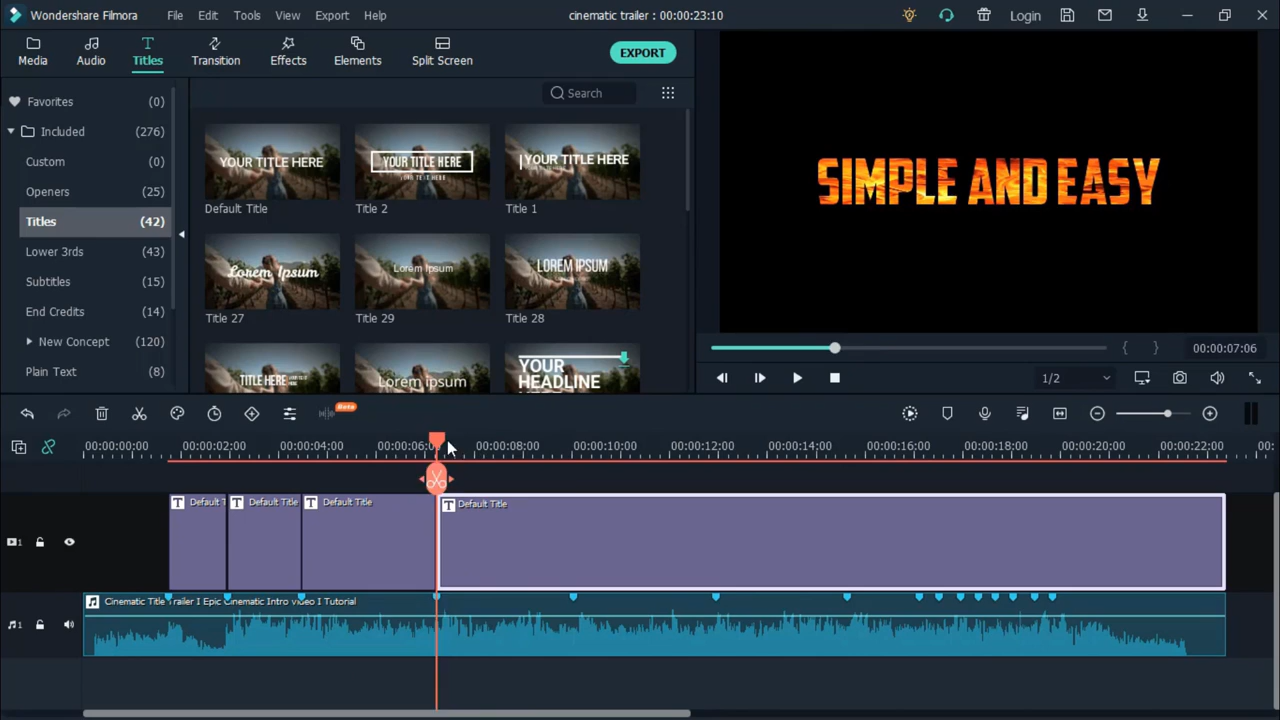 Wondershare Filmora
File
Edit
Tools
View
Export
Help
cinematic trailer : 00:00:23:10
Login
Media
Audio
Titles
Transition
Effects
Elements
Split Screen
EXPORT
Search
Favorites (0)
Included (276)
Custom (0)
Openers (25)
Titles (42)
Lower 3rds (43)
Subtitles (15)
End Credits (14)
New Concept (120)
Plain Text (8)
YOUR TITLE HERE
YOUR TITLE HERE
YOUR TITLE HERE
Default Title
Title 2
Title 1
Lorem Ipsum
Lorem Ipsum
LOREM IPSUM
Title 27
Title 29
Title 28
TITLE HERE
Lorem Ipsum
YOUR
HEADLINE
SIMPLE AND EASY
00:00:07:06
1/2
Beta
00:00:00:00
00:00:02:00
00:00:04:00
00:00:06:0
00:00:08:00
00:00:10:00
00:00:12:00
00:00:14:00
00:00:16:00
00:00:18:00
00:00:20:00
00:00:22:00
00:0
Default T
Default Title
Default Title
Default Title
1
Cinematic Title Trailer I Epic Cinematic Intro video I Tutorial
1